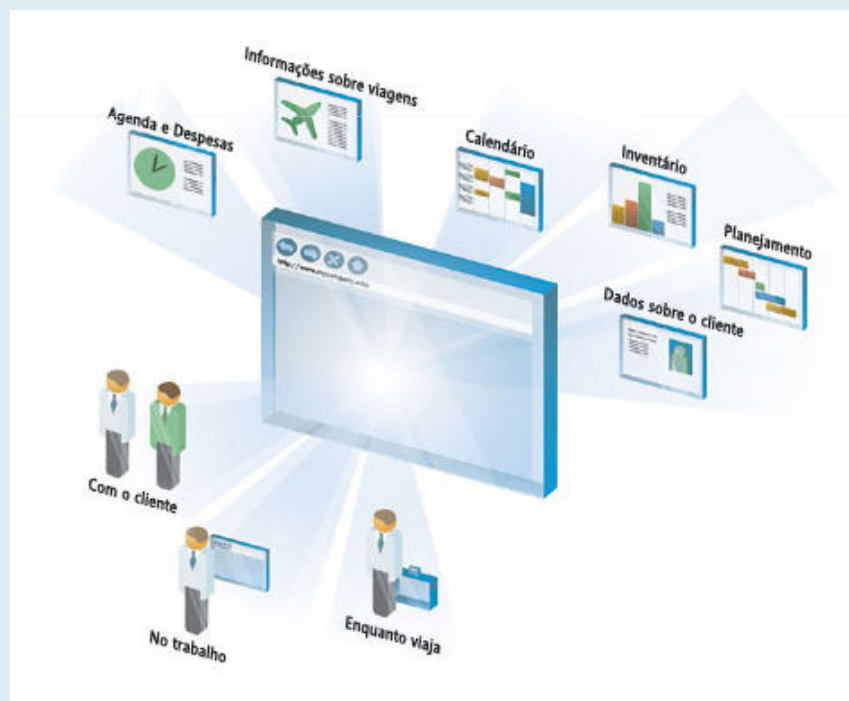 Informações sobre viagens
Agenda e Despesas
Calendário
Inventário
Planejamento
Dados sobre o cliente
Com o cliente
No trabalho
Enquanto viaja